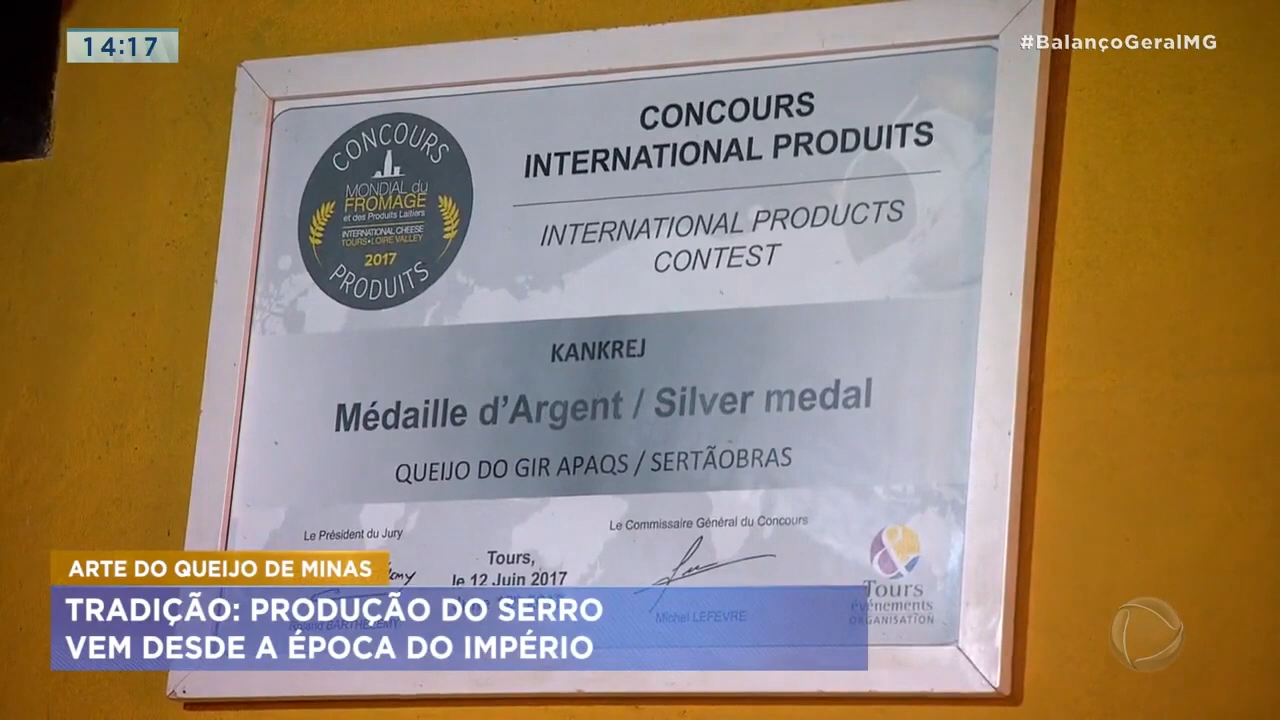 14:17
#BalançoGeralMG
CONCOURS
MONDIAL du
FROMAGE
et des Produits Laitiers
INTERNATIONAL CHEESE
TOURS • LOIRE VALLEY
2017
PRODUITS
CONCOURS
INTERNATIONAL PRODUITS
INTERNATIONAL PRODUCTS
CONTEST
KANKREJ
Médaille d'Argent / Silver medal
QUEIJO DO GIR APAQS / SERTÃOBRAS
Le Président du Jury
Le Commissaire Général du Concours
Tours,
le 12 Juin 2017
Michel LEFEVRE
Tours
événements
ORGANISATION
ARTE DO QUEIJO DE MINAS
TRADIÇÃO: PRODUÇÃO DO SERRO
VEM DESDE A ÉPOCA DO IMPÉRIO